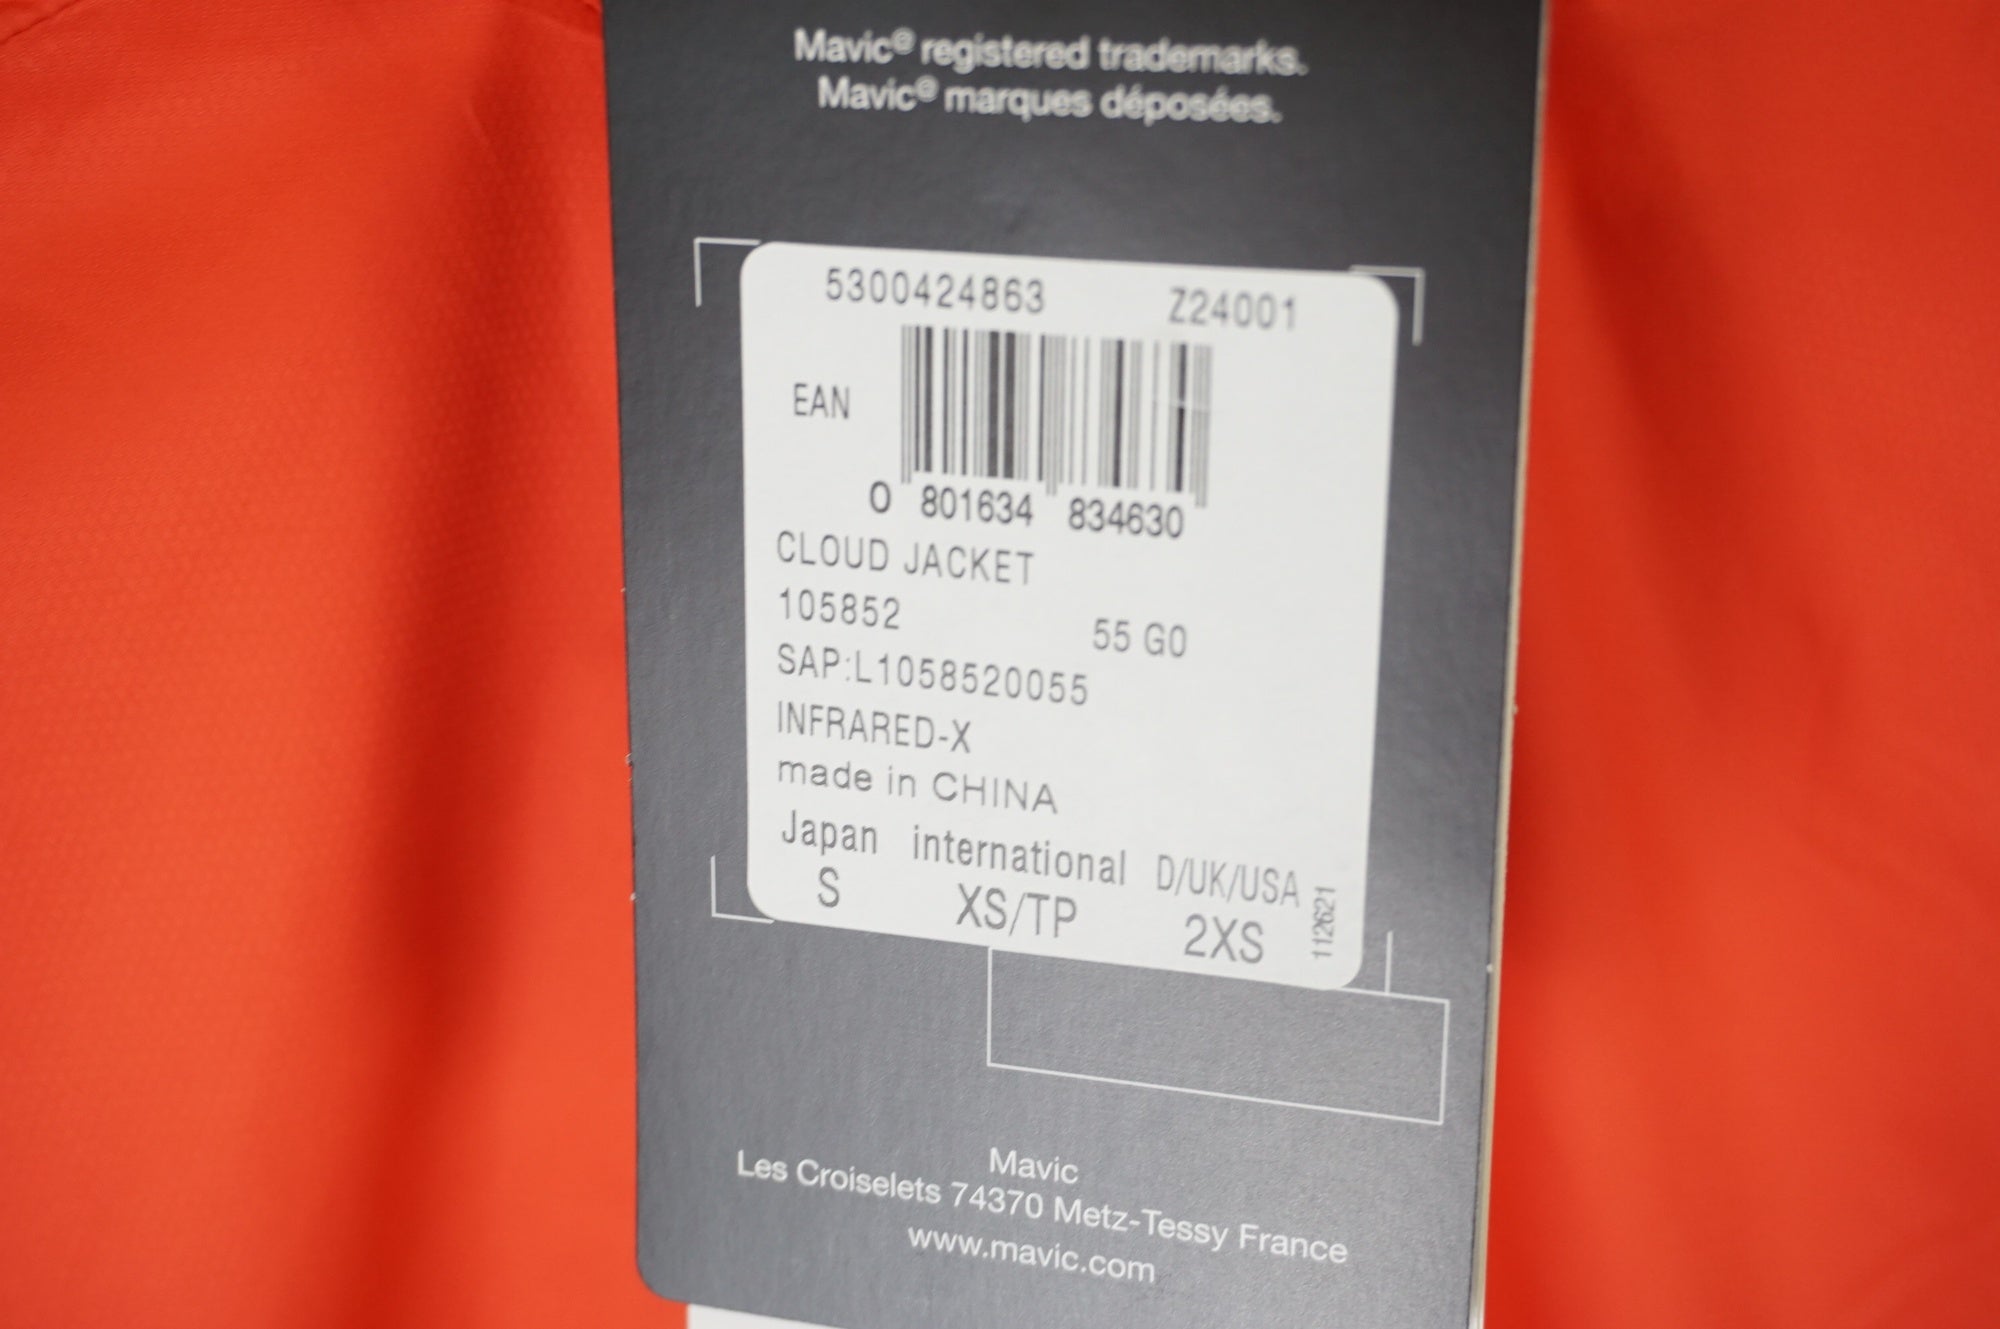 Mavic® registered trademarks.
Mavic® marques déposées.
5300424863 Z24001
EAN
0 801634 834630
CLOUD JACKET
105852 55 G0
SAP:L1058520055
INFRARED-X
made in CHINA
Japan international D/UK/USA
S XS/TP 2XS
112621
Mavic
Les Croiselets 74370 Metz-Tessy France
www.mavic.com